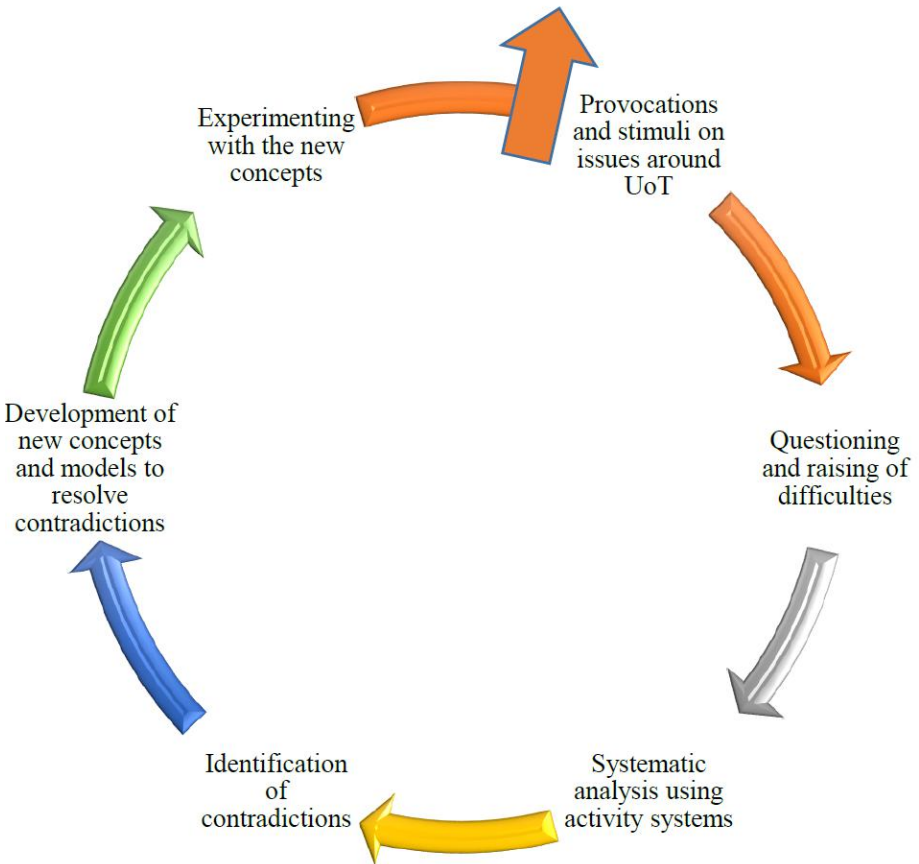 Provocations
and stimuli on
issues around
UoT
Questioning
and raising of
difficulties
Systematic
analysis using
activity systems
Identification
of
contradictions
Development of
new concepts
and models to
resolve
contradictions
Experimenting
with the new
concepts